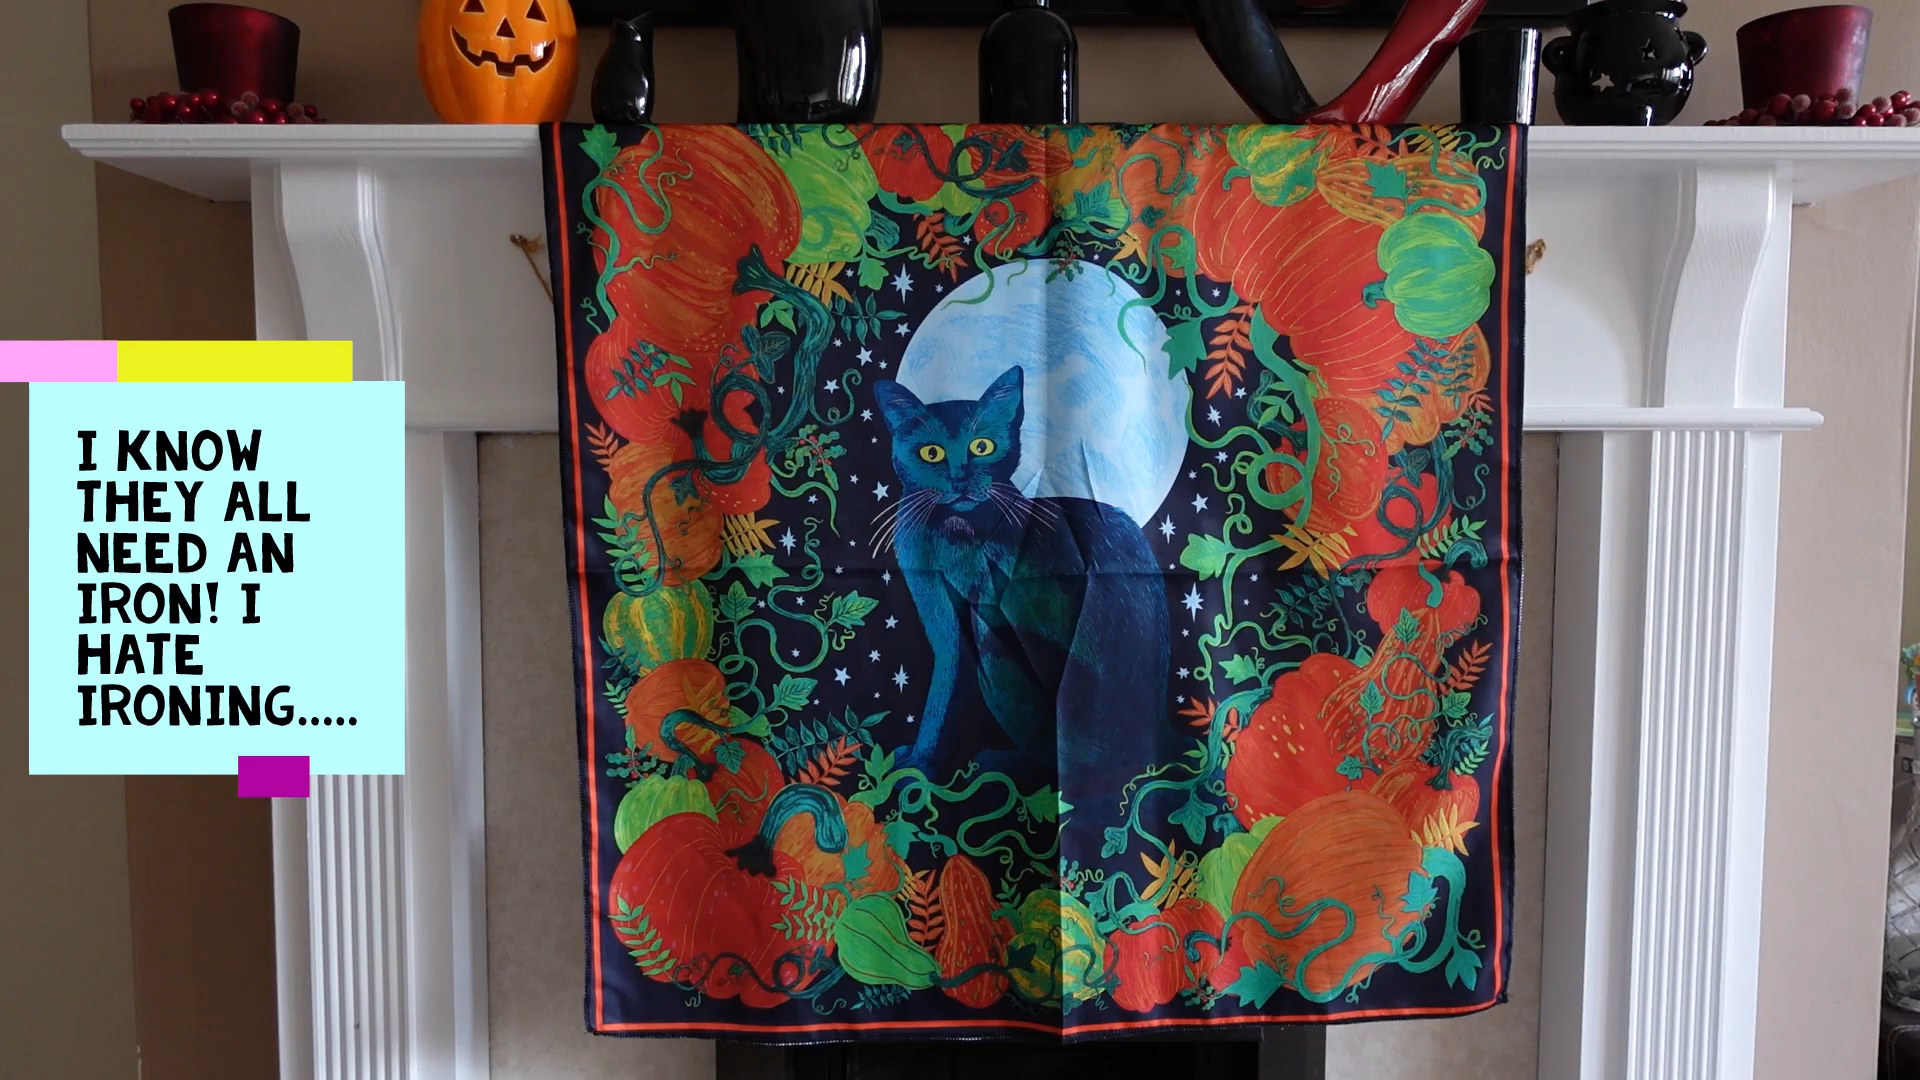 I KNOW
THEY ALL
NEED AN
IRON! I
HATE
IRONING.....